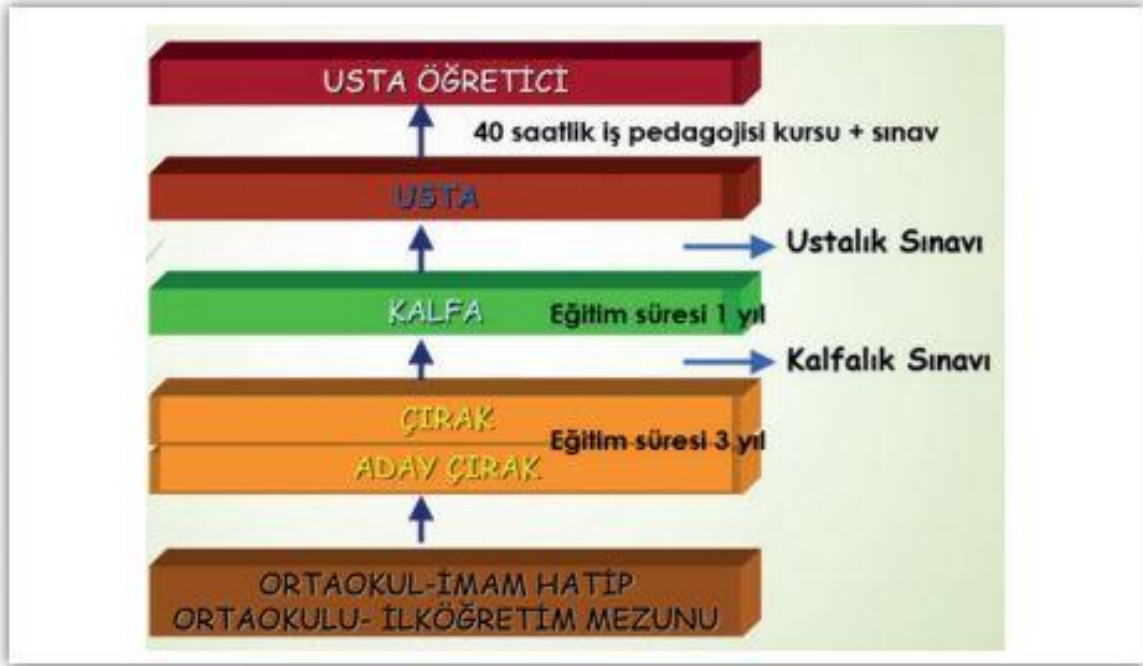 USTA ÖĞRETİCİ
40 saatlik iş pedagojisi kursu + sınav
USTA
Ustalık Sınavı
KALFA
Eğitim süresi 1 yıl
Kalfalık Sınavı
ÇIRAK
Eğitim süresi 3 yıl
ADAY ÇIRAK
ORTAOKUL-İMAM HATİP
ORTAOKULU- İLKÖĞRETİM MEZUNU